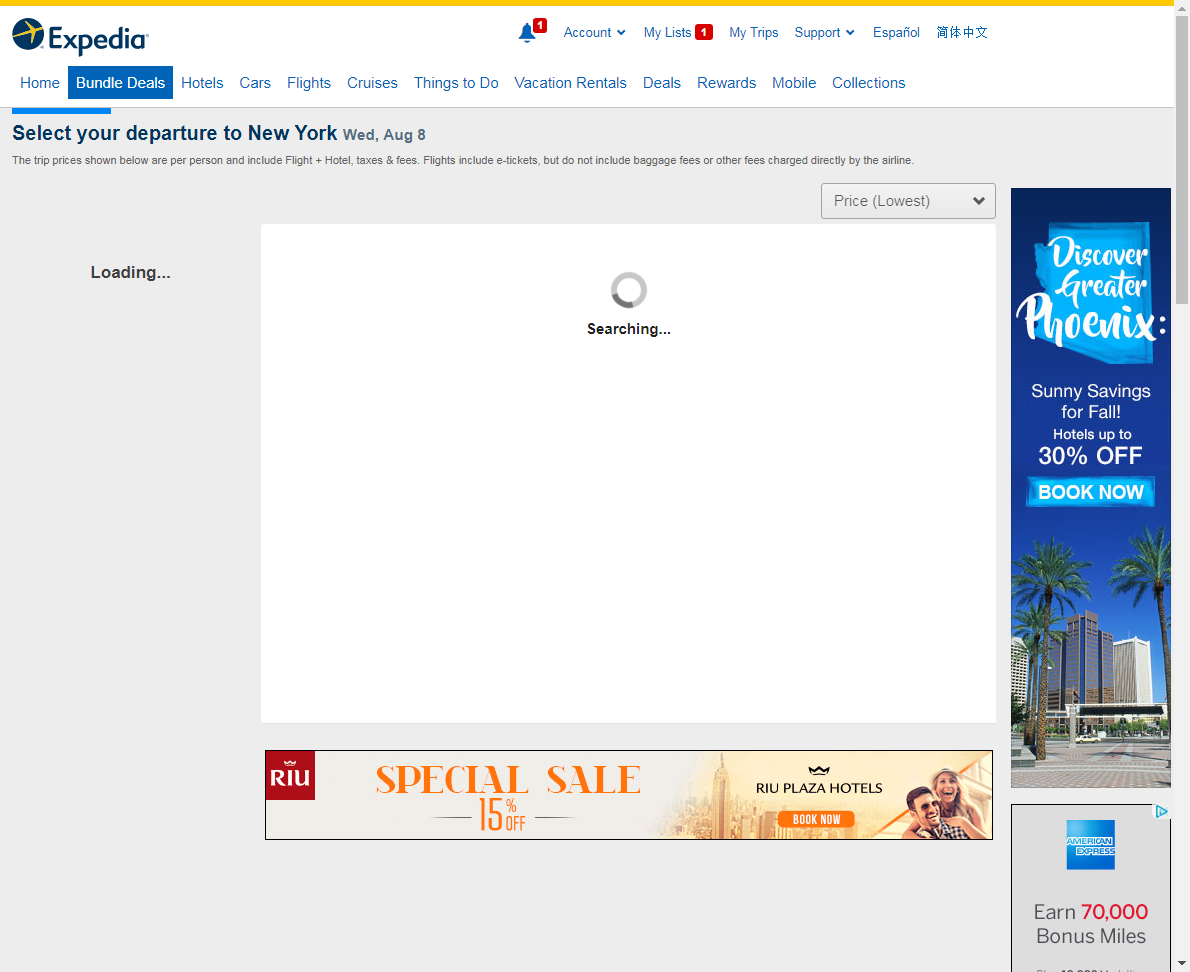 Expedia
1
Account
My Lists 1
My Trips
Support
Español
简体中文
Home
Bundle Deals
Hotels
Cars
Flights
Cruises
Things to Do
Vacation Rentals
Deals
Rewards
Mobile
Collections
Select your departure to New York Wed, Aug 8
The trip prices shown below are per person and include Flight + Hotel, taxes & fees. Flights include e-tickets, but do not include baggage fees or other fees charged directly by the airline.
Price (Lowest)
Loading...
Searching...
Discover
Greater
Phoenix:
Sunny Savings
for Fall!
Hotels up to
30% OFF
BOOK NOW
RIU
SPECIAL SALE
15% OFF
RIU PLAZA HOTELS
BOOK NOW
AMERICAN
EXPRESS
Earn 70,000
Bonus Miles